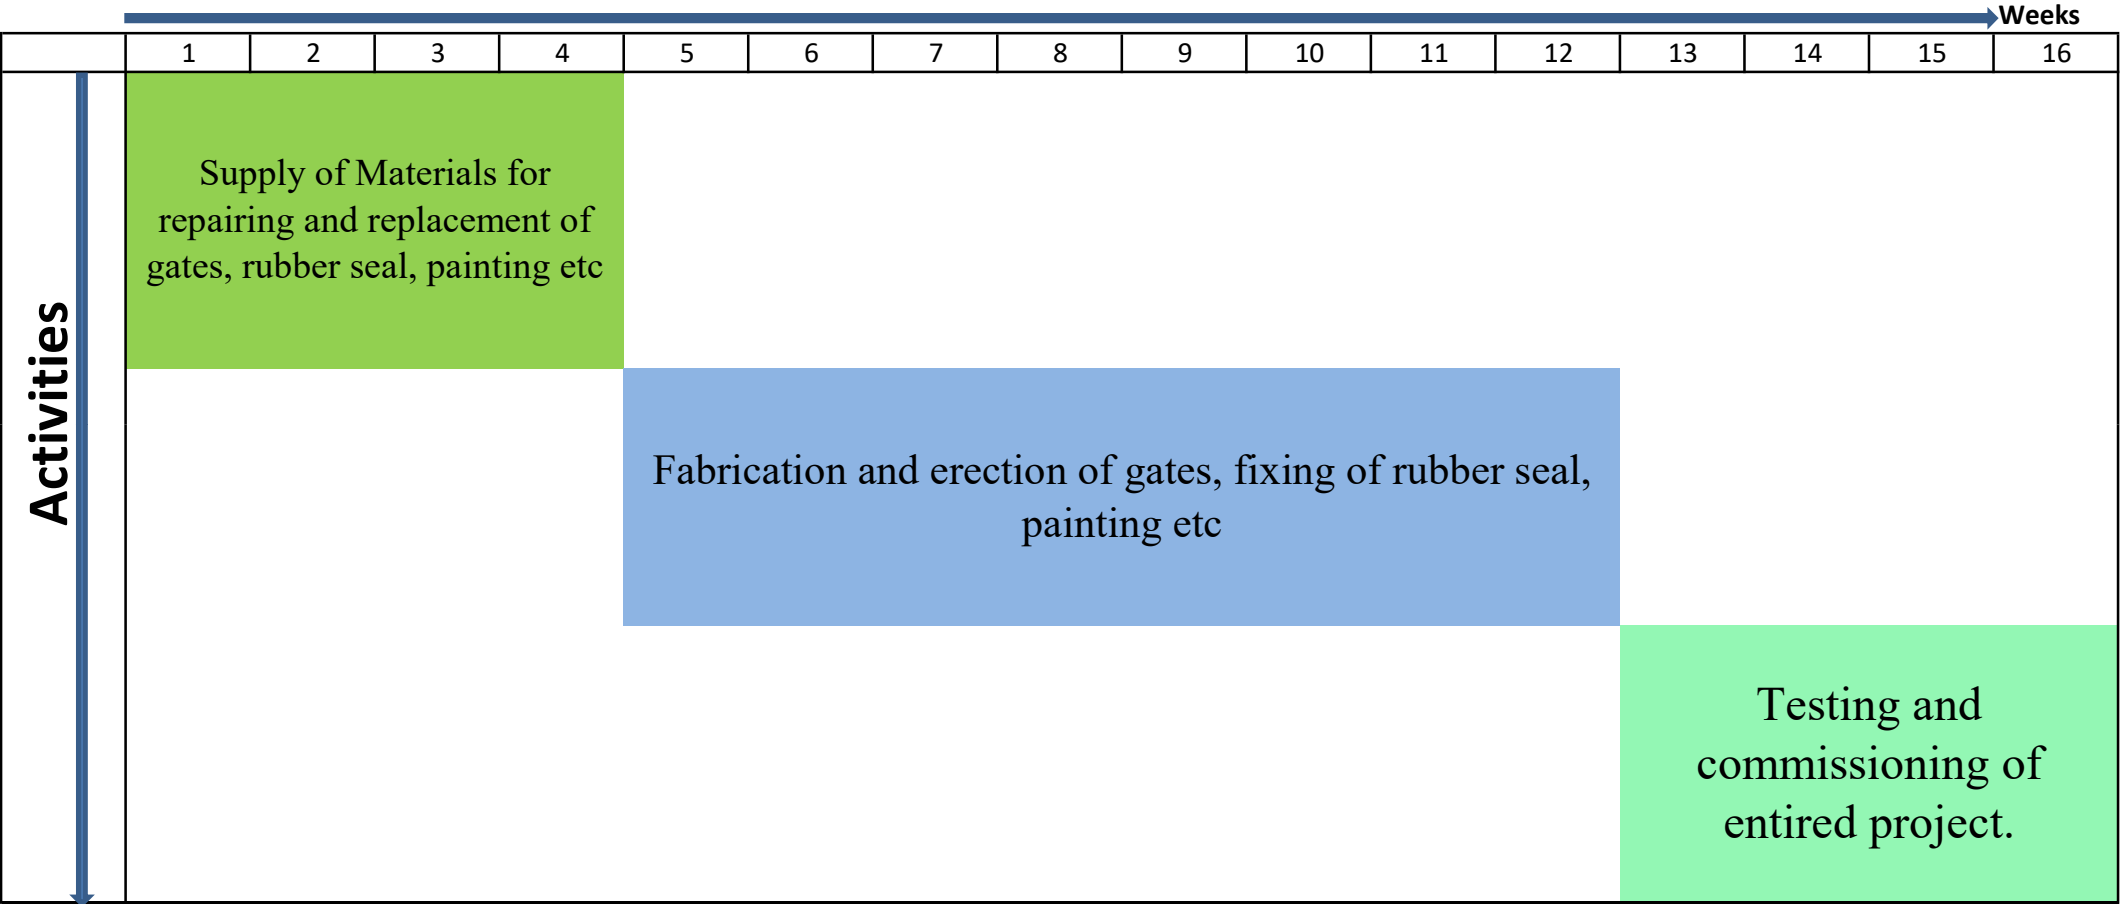 Weeks
1 2 3 4 5 6 7 8 9 10 11 12 13 14 15 16
Activities
Supply of Materials for
repairing and replacement of
gates, rubber seal, painting etc
Fabrication and erection of gates, fixing of rubber seal,
painting etc
Testing and
commissioning of
entired project.